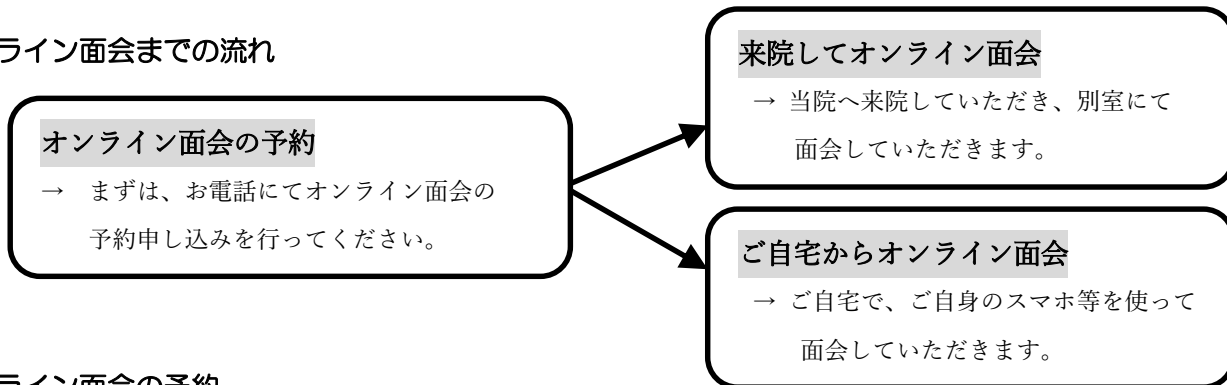 ライン面会までの流れ
オンライン面会の予約
→ まずは、お電話にてオンライン面会の
予約申し込みを行ってください。
来院してオンライン面会
→ 当院へ来院していただき、別室にて
面会していただきます。
ご自宅からオンライン面会
→ ご自宅で、ご自身のスマホ等を使って
面会していただきます。
ライン面会の予約